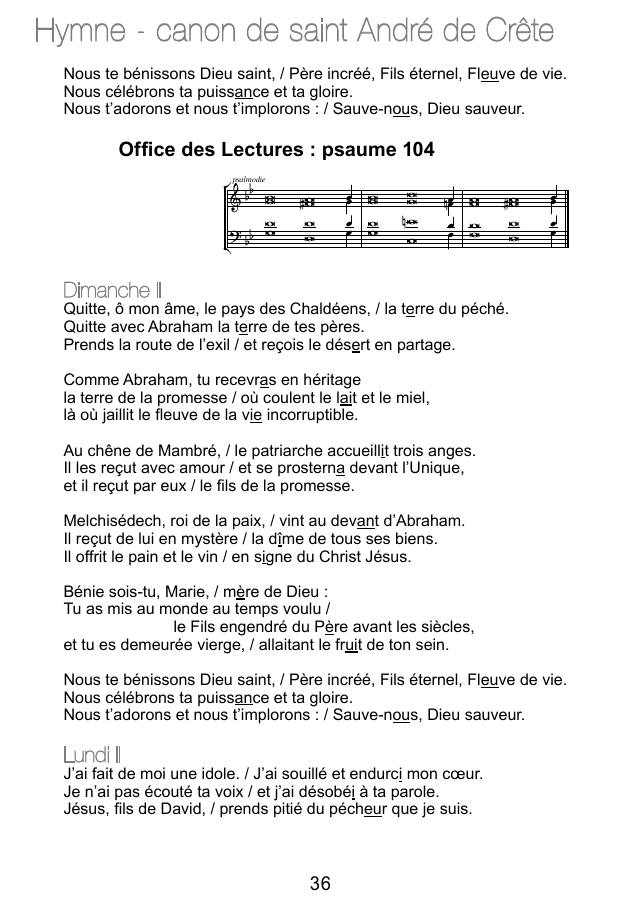 Hymne - canon de saint André de Crête
Nous te bénissons Dieu saint, / Père incréé, Fils éternel, Fleuve de vie.
Nous célébrons ta puissance et ta gloire.
Nous t’adorons et nous t’implorons : / Sauve-nous, Dieu sauveur.
Office des Lectures : psaume 104
psalmodie
Dimanche II
Quitte, ô mon âme, le pays des Chaldéens, / la terre du péché.
Quitte avec Abraham la terre de tes pères.
Prends la route de l’exil / et reçois le désert en partage.
Comme Abraham, tu recevras en héritage
la terre de la promesse / où coulent le lait et le miel,
là où jaillit le fleuve de la vie incorruptible.
Au chêne de Mambré, / le patriarche accueillit trois anges.
Il les reçut avec amour / et se prosterna devant l’Unique,
et il reçut par eux / le fils de la promesse.
Melchisédech, roi de la paix, / vint au devant d’Abraham.
Il reçut de lui en mystère / la dîme de tous ses biens.
Il offrit le pain et le vin / en signe du Christ Jésus.
Bénie sois-tu, Marie, / mère de Dieu :
Tu as mis au monde au temps voulu /
le Fils engendré du Père avant les siècles,
et tu es demeurée vierge, / allaitant le fruit de ton sein.
Nous te bénissons Dieu saint, / Père incréé, Fils éternel, Fleuve de vie.
Nous célébrons ta puissance et ta gloire.
Nous t’adorons et nous t’implorons : / Sauve-nous, Dieu sauveur.
Lundi II
J’ai fait de moi une idole. / J’ai souillé et endurci mon cœur.
Je n’ai pas écouté ta voix / et j’ai désobéi à ta parole.
Jésus, fils de David, / prends pitié du pécheur que je suis.
36